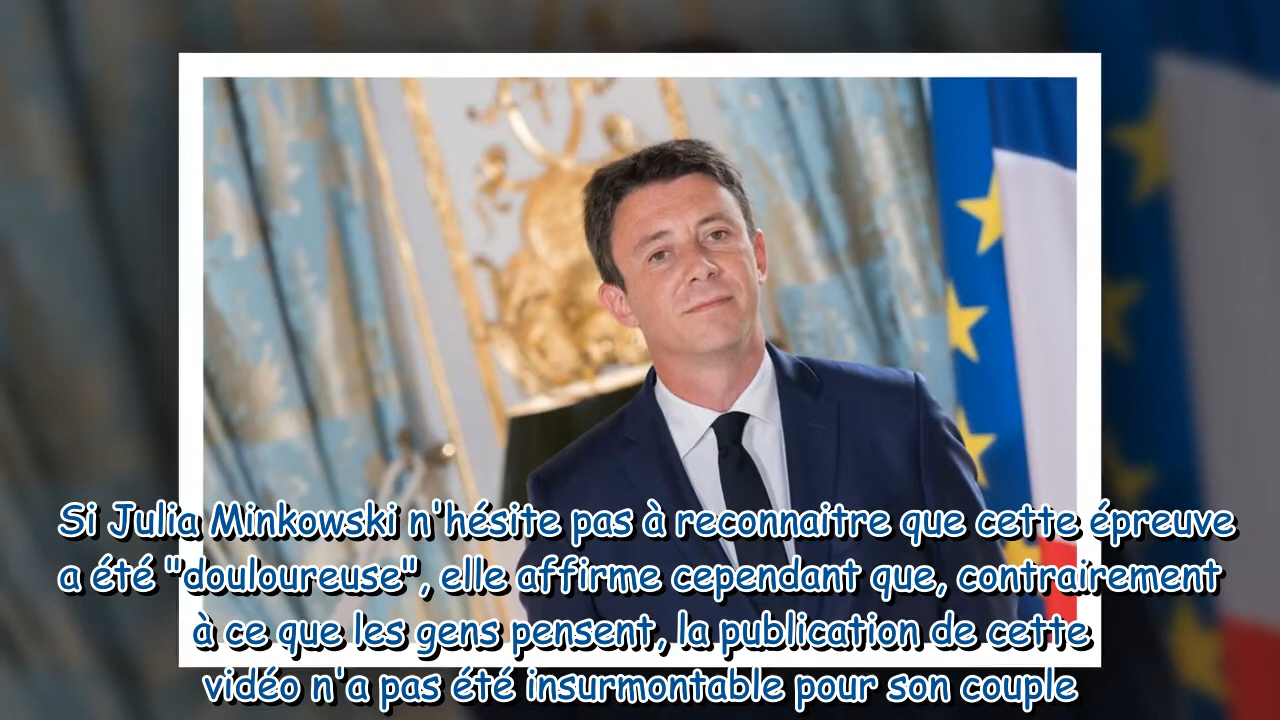 Si Julia Minkowski n'hésite pas à reconnaitre que cette épreuve
a été "douloureuse", elle affirme cependant que, contrairement
à ce que les gens pensent, la publication de cette
vidéo n'a pas été insurmontable pour son couple